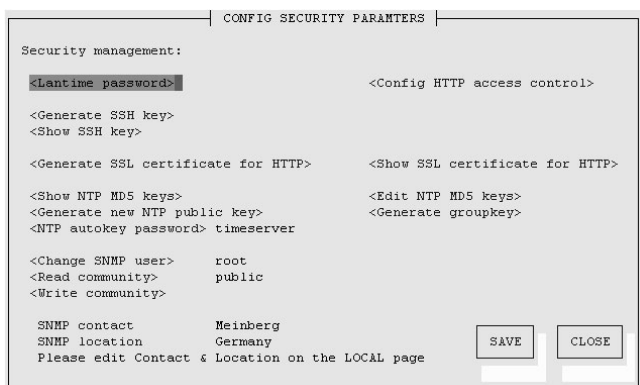 CONFIG SECURITY PARAMTERS
Security management:
<Lantime password> <Config HTTP access control>
<Generate SSH key>
<Show SSH key>
<Generate SSL certificate for HTTP> <Show SSL certificate for HTTP>
<Show NTP MD5 keys> <Edit NTP MD5 keys>
<Generate new NTP public key> <Generate groupkey>
<NTP autokey password> timeserver
<Change SNMP user> root
<Read community> public
<Write community>
SNMP contact Meinberg
SNMP location Germany
Please edit Contact & Location on the LOCAL page
SAVE CLOSE